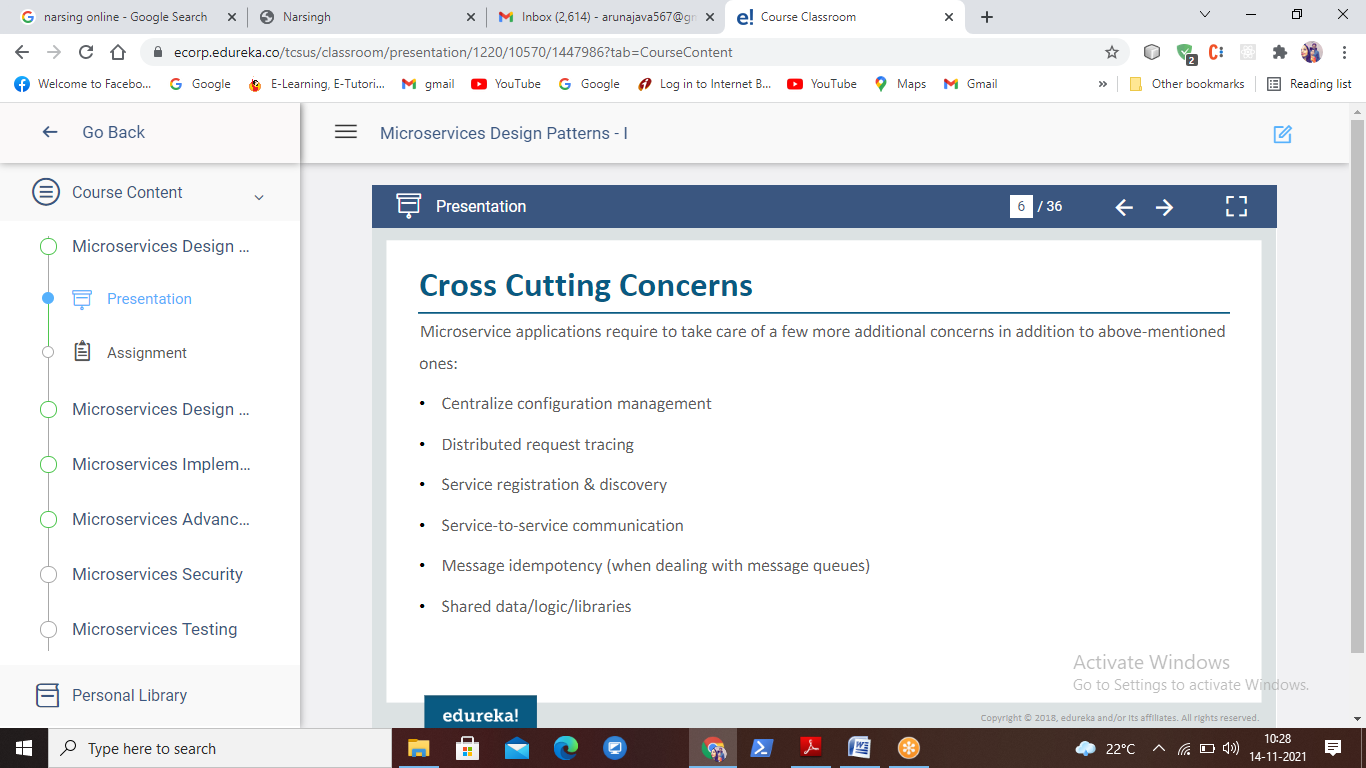 narsing online - Google Search
Narsingh
Inbox (2,614) - arunajava567@gm
e! Course Classroom
ecorp.edureka.co/tcsus/classroom/presentation/1220/10570/1447986?tab=CourseContent
2
Welcome to Facebo...
Google
E-Learning, E-Tutori...
gmail
YouTube
Google
Log in to Internet B...
YouTube
Maps
Gmail
»
Other bookmarks
Reading list
Go Back
Microservices Design Patterns - I
Course Content
Presentation
6 / 36
Microservices Design ...
Presentation
Assignment
Microservices Design ...
Microservices Implem...
Microservices Advanc...
Microservices Security
Microservices Testing
Personal Library
Cross Cutting Concerns
Microservice applications require to take care of a few more additional concerns in addition to above-mentioned
ones:
• Centralize configuration management
• Distributed request tracing
• Service registration & discovery
• Service-to-service communication
• Message idempotency (when dealing with message queues)
• Shared data/logic/libraries
Activate Windows
Go to Settings to activate Windows.
edureka!
Copyright © 2018, edureka and/or its affiliates. All rights reserved.
Type here to search
22°C
10:28
14-11-2021